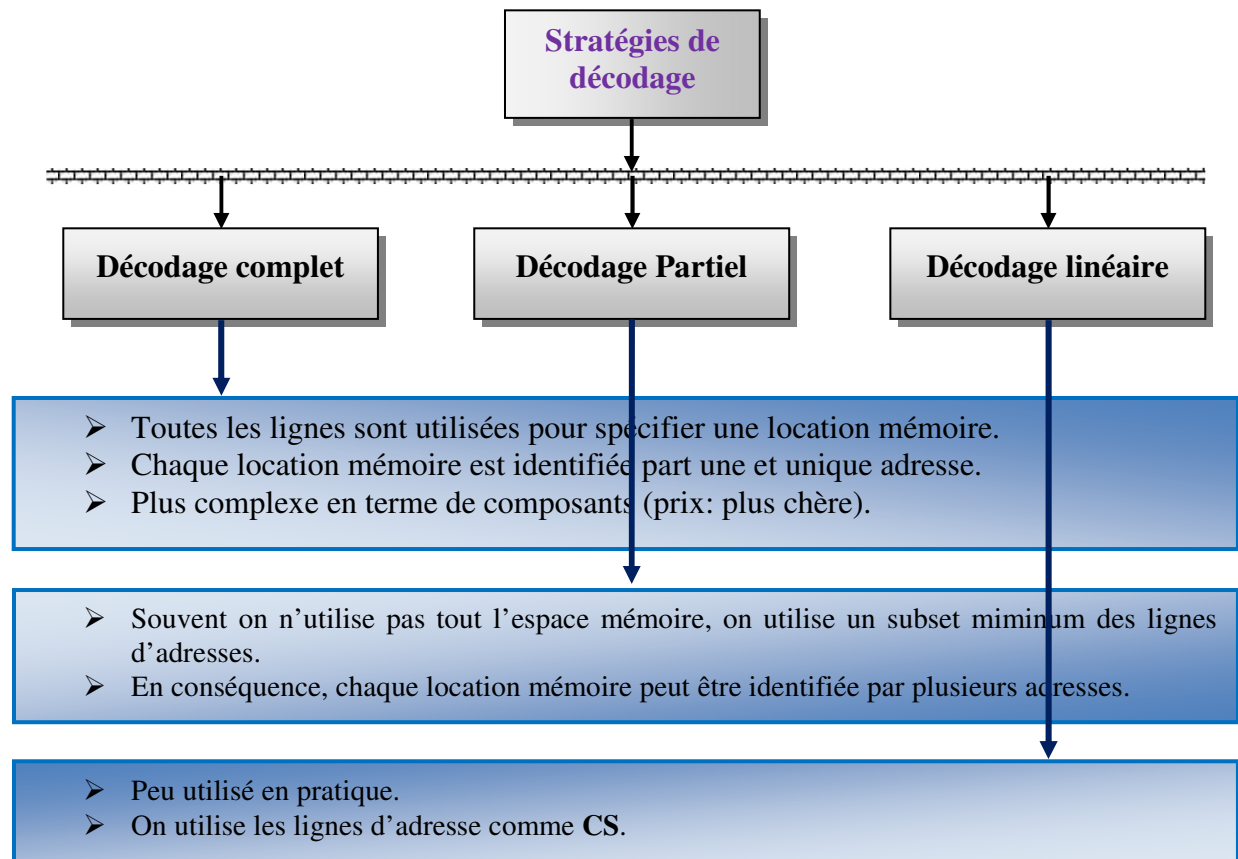 Stratégies de
décodage
Décodage complet
Décodage Partiel
Décodage linéaire
➢ Toutes les lignes sont utilisées pour spécifier une location mémoire.
➢ Chaque location mémoire est identifiée part une et unique adresse.
➢ Plus complexe en terme de composants (prix: plus chère).
➢ Souvent on n’utilise pas tout l’espace mémoire, on utilise un subset miminum des lignes
d’adresses.
➢ En conséquence, chaque location mémoire peut être identifiée par plusieurs adresses.
➢ Peu utilisé en pratique.
➢ On utilise les lignes d’adresse comme CS.